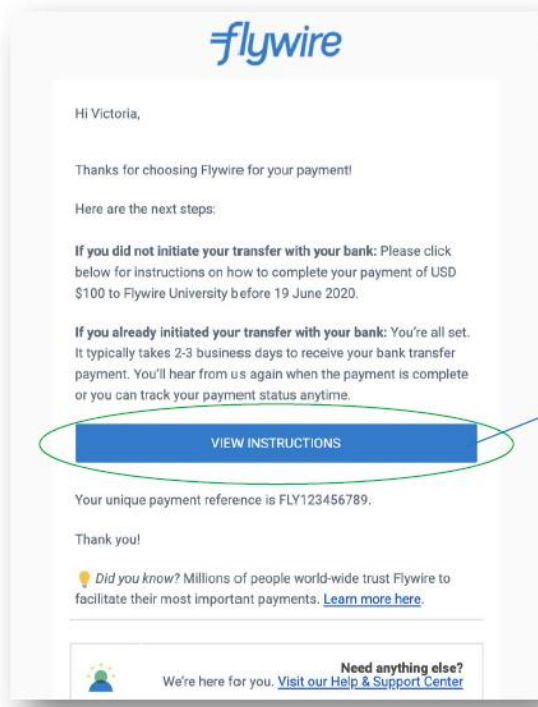 flywire
Hi Victoria,
Thanks for choosing Flywire for your payment!
Here are the next steps:
If you did not initiate your transfer with your bank: Please click
below for instructions on how to complete your payment of USD
$100 to Flywire University before 19 June 2020.
If you already initiated your transfer with your bank: You're all set.
It typically takes 2-3 business days to receive your bank transfer
payment. You'll hear from us again when the payment is complete
or you can track your payment status anytime.
VIEW INSTRUCTIONS
Your unique payment reference is FLY123456789.
Thank you!
Did you know? Millions of people world-wide trust Flywire to
facilitate their most important payments. Learn more here.
Need anything else?
We're here for you. Visit our Help & Support Center